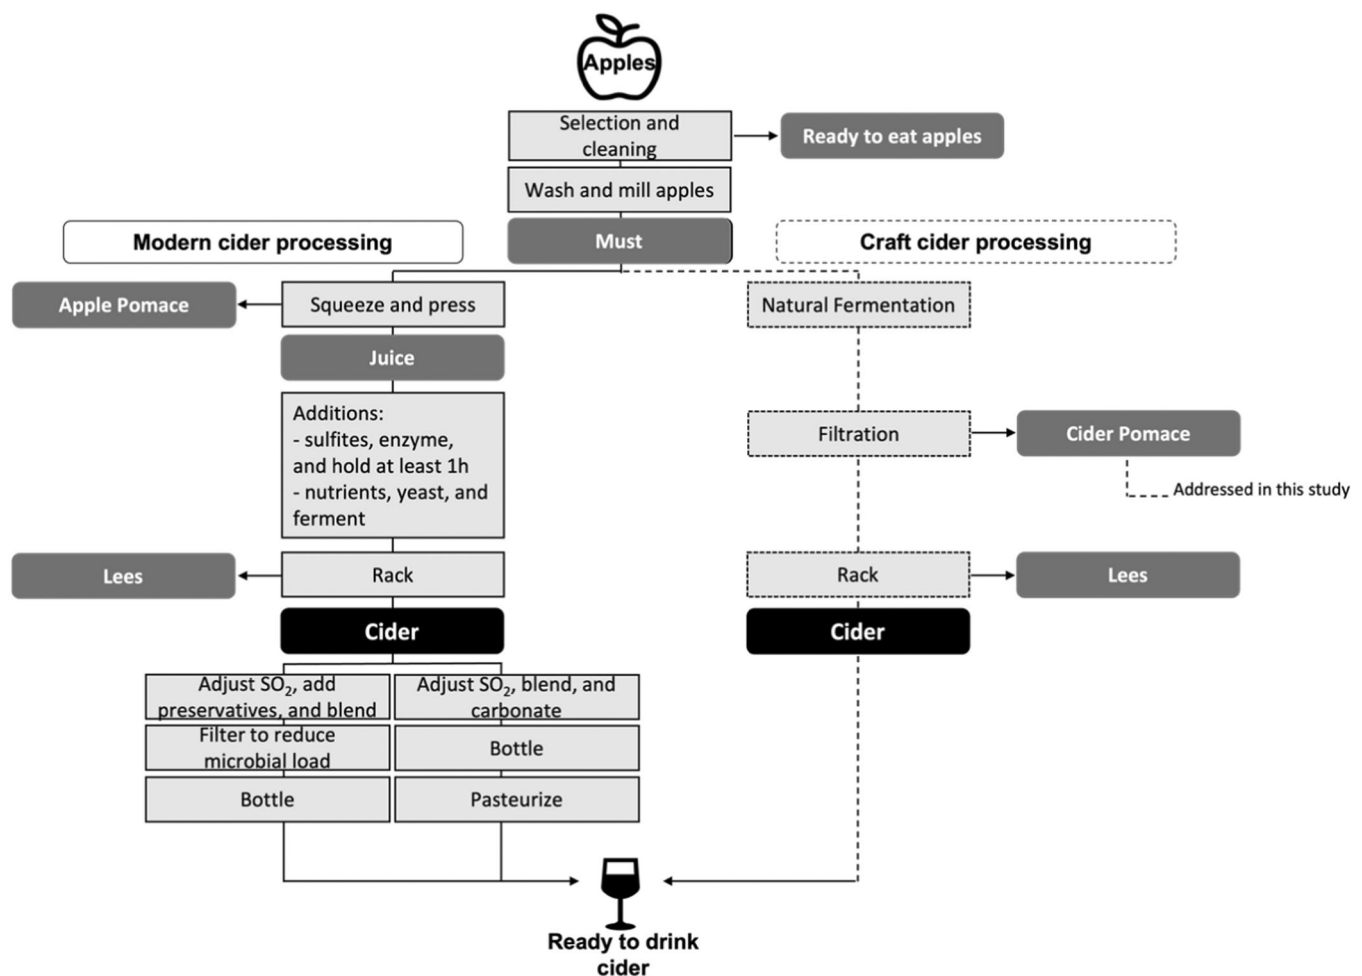 Apples
Selection and
cleaning
Ready to eat apples
Wash and mill apples
Modern cider processing
Must
Craft cider processing
Apple Pomace
Squeeze and press
Natural Fermentation
Juice
Additions:
- sulfites, enzyme,
and hold at least 1h
- nutrients, yeast, and
ferment
Filtration
Cider Pomace
Addressed in this study
Lees
Rack
Rack
Lees
Cider
Cider
Adjust SO₂, add
preservatives, and blend
Adjust SO₂, blend, and
carbonate
Filter to reduce
microbial load
Bottle
Bottle
Pasteurize
Ready to drink
cider